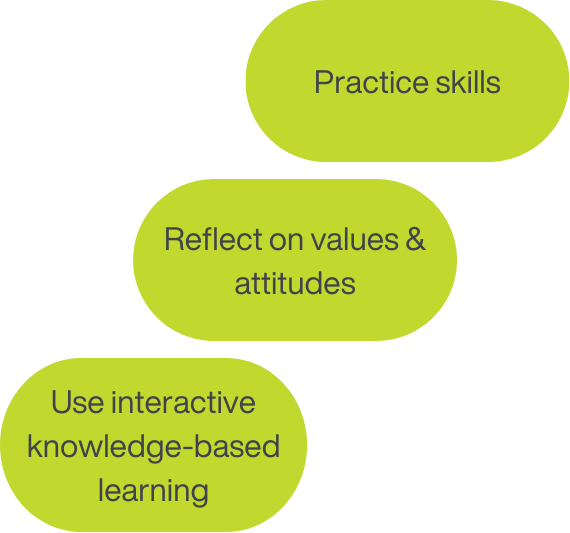 Practice skills
Reflect on values &
attitudes
Use interactive
knowledge-based
learning